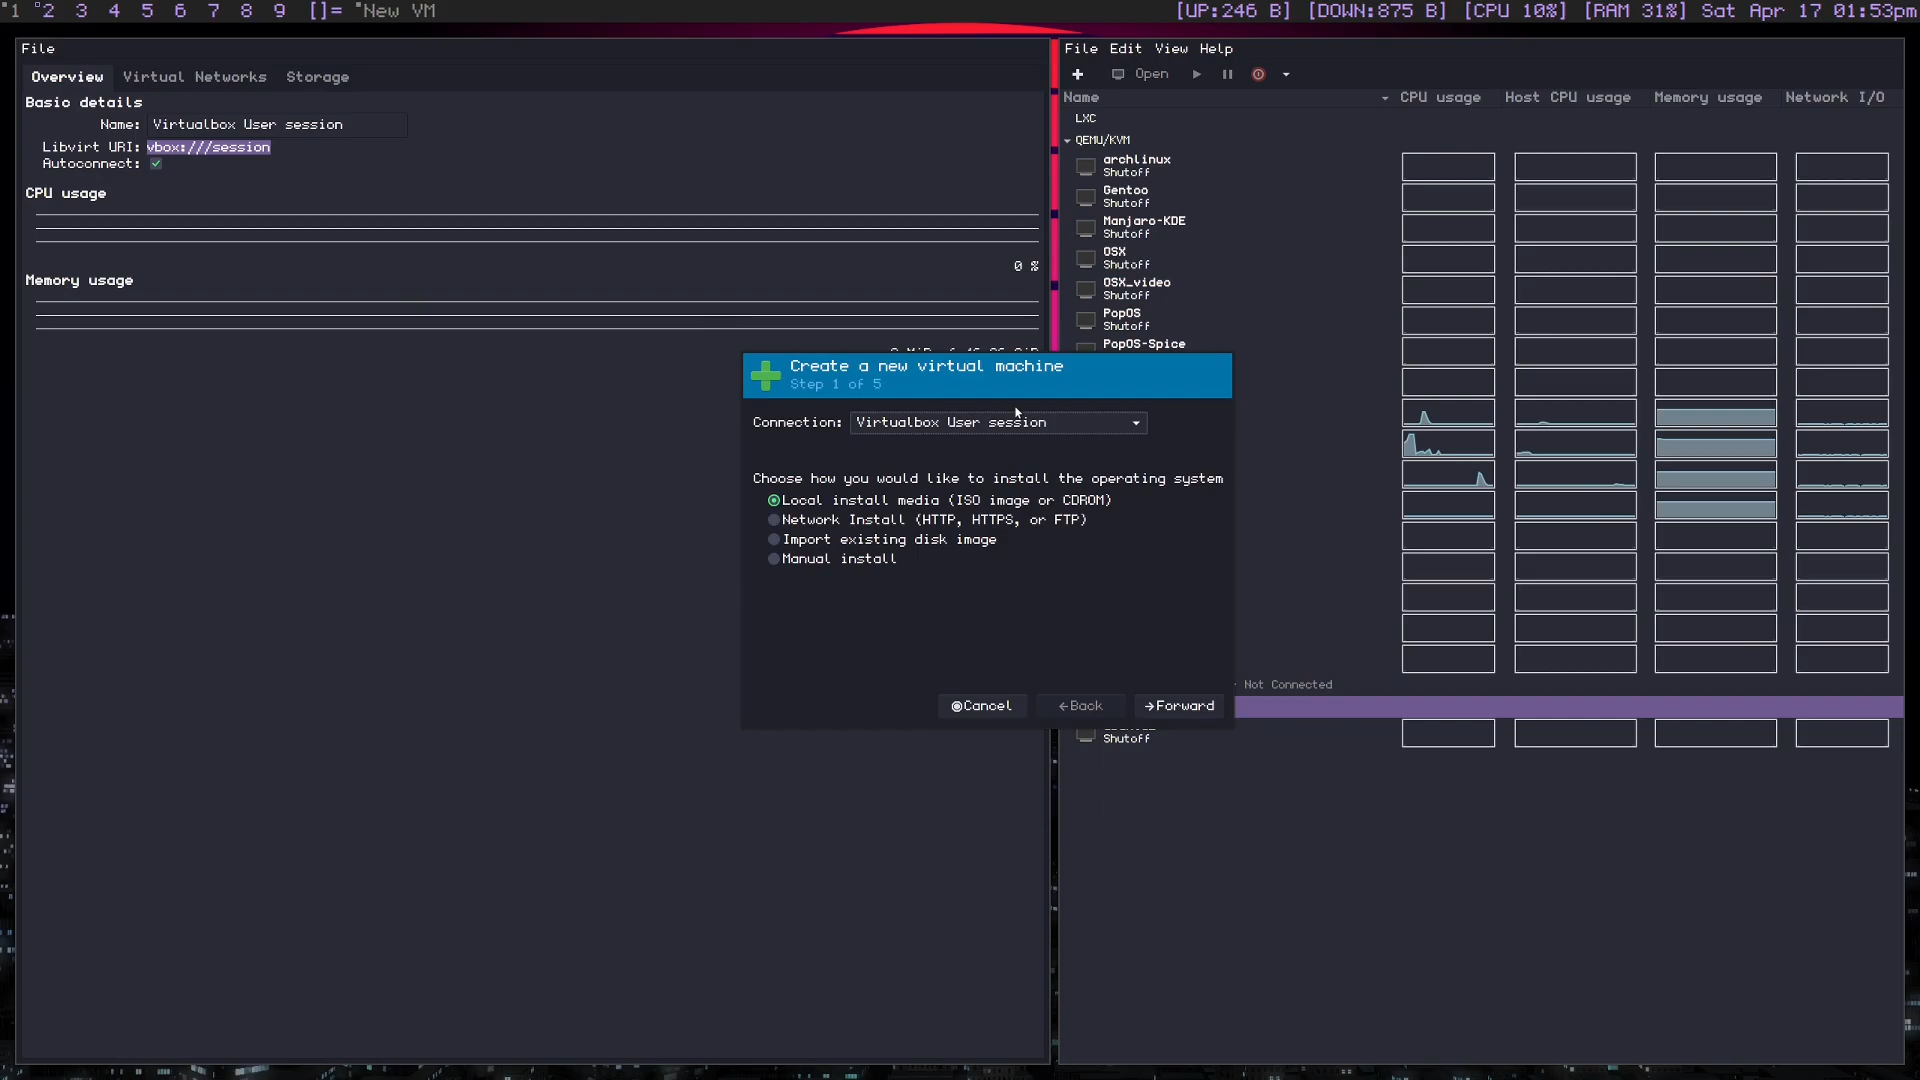 1 2 3 4 5 6 7 8 9 []= New VM
[UP:246 B] [DOWN:875 B] [CPU 10%] [RAM 31%] Sat Apr 17 01:53pm
File
Overview Virtual Networks Storage
Basic details
Name: Virtualbox User session
Libvirt URI: vbox:///session
Autoconnect:
CPU usage
0 %
Memory usage
File Edit View Help
Open
Name CPU usage Host CPU usage Memory usage Network I/O
LXC
QEMU/KVM
archlinux
Shutoff
Gentoo
Shutoff
Manjaro-KDE
Shutoff
OSX
Shutoff
OSX_video
Shutoff
PopOS
Shutoff
PopOS-Spice
Create a new virtual machine
Step 1 of 5
Connection: Virtualbox User session
Choose how you would like to install the operating system
Local install media (ISO image or CDROM)
Network Install (HTTP, HTTPS, or FTP)
Import existing disk image
Manual install
Cancel Back Forward
Not Connected
Shutoff